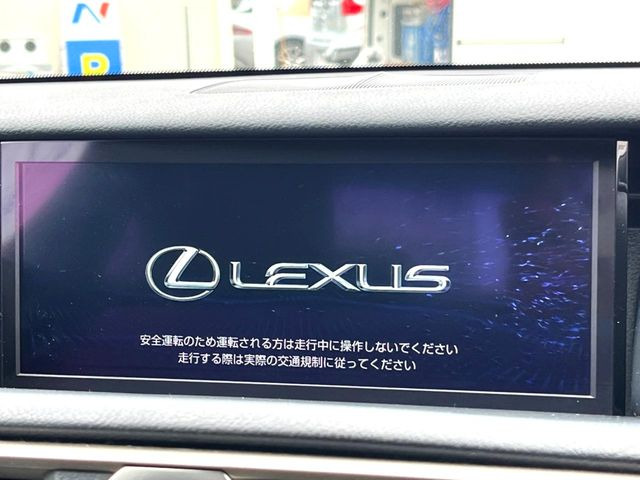 N
P
LEXUS
安全運転のため運転される方は走行中に操作しないでください
走行する際は実際の交通規制に従ってください